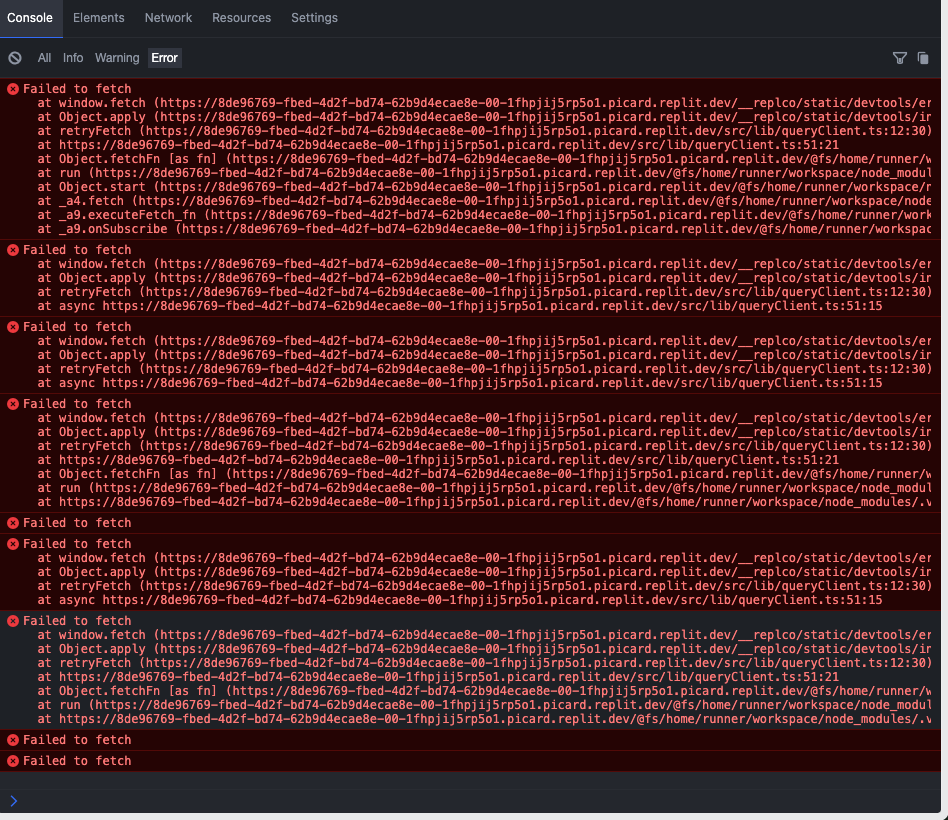 Console Elements Network Resources Settings
All Info Warning Error
Failed to fetch
at window.fetch (https://8de96769-fbed-4d2f-bd74-62b9d4ecae8e-00-1fhpjij5rp5o1.picard.replit.dev/__replco/static/devtools/er
at Object.apply (https://8de96769-fbed-4d2f-bd74-62b9d4ecae8e-00-1fhpjij5rp5o1.picard.replit.dev/__replco/static/devtools/in
at retryFetch (https://8de96769-fbed-4d2f-bd74-62b9d4ecae8e-00-1fhpjij5rp5o1.picard.replit.dev/src/lib/queryClient.ts:12:30)
at https://8de96769-fbed-4d2f-bd74-62b9d4ecae8e-00-1fhpjij5rp5o1.picard.replit.dev/src/lib/queryClient.ts:51:21
at Object.fetchFn [as fn] (https://8de96769-fbed-4d2f-bd74-62b9d4ecae8e-00-1fhpjij5rp5o1.picard.replit.dev/@fs/home/runner/w
at run (https://8de96769-fbed-4d2f-bd74-62b9d4ecae8e-00-1fhpjij5rp5o1.picard.replit.dev/@fs/home/runner/workspace/node_modul
at Object.start (https://8de96769-fbed-4d2f-bd74-62b9d4ecae8e-00-1fhpjij5rp5o1.picard.replit.dev/@fs/home/runner/workspace/n
at _a4.fetch (https://8de96769-fbed-4d2f-bd74-62b9d4ecae8e-00-1fhpjij5rp5o1.picard.replit.dev/@fs/home/runner/workspace/node
at _a9.executeFetch_fn (https://8de96769-fbed-4d2f-bd74-62b9d4ecae8e-00-1fhpjij5rp5o1.picard.replit.dev/@fs/home/runner/work
at _a9.onSubscribe (https://8de96769-fbed-4d2f-bd74-62b9d4ecae8e-00-1fhpjij5rp5o1.picard.replit.dev/@fs/home/runner/workspac
Failed to fetch
at window.fetch (https://8de96769-fbed-4d2f-bd74-62b9d4ecae8e-00-1fhpjij5rp5o1.picard.replit.dev/__replco/static/devtools/er
at Object.apply (https://8de96769-fbed-4d2f-bd74-62b9d4ecae8e-00-1fhpjij5rp5o1.picard.replit.dev/__replco/static/devtools/in
at retryFetch (https://8de96769-fbed-4d2f-bd74-62b9d4ecae8e-00-1fhpjij5rp5o1.picard.replit.dev/src/lib/queryClient.ts:12:30)
at async https://8de96769-fbed-4d2f-bd74-62b9d4ecae8e-00-1fhpjij5rp5o1.picard.replit.dev/src/lib/queryClient.ts:51:15
Failed to fetch
at window.fetch (https://8de96769-fbed-4d2f-bd74-62b9d4ecae8e-00-1fhpjij5rp5o1.picard.replit.dev/__replco/static/devtools/er
at Object.apply (https://8de96769-fbed-4d2f-bd74-62b9d4ecae8e-00-1fhpjij5rp5o1.picard.replit.dev/__replco/static/devtools/in
at retryFetch (https://8de96769-fbed-4d2f-bd74-62b9d4ecae8e-00-1fhpjij5rp5o1.picard.replit.dev/src/lib/queryClient.ts:12:30)
at async https://8de96769-fbed-4d2f-bd74-62b9d4ecae8e-00-1fhpjij5rp5o1.picard.replit.dev/src/lib/queryClient.ts:51:15
Failed to fetch
at window.fetch (https://8de96769-fbed-4d2f-bd74-62b9d4ecae8e-00-1fhpjij5rp5o1.picard.replit.dev/__replco/static/devtools/er
at Object.apply (https://8de96769-fbed-4d2f-bd74-62b9d4ecae8e-00-1fhpjij5rp5o1.picard.replit.dev/__replco/static/devtools/in
at retryFetch (https://8de96769-fbed-4d2f-bd74-62b9d4ecae8e-00-1fhpjij5rp5o1.picard.replit.dev/src/lib/queryClient.ts:12:30)
at https://8de96769-fbed-4d2f-bd74-62b9d4ecae8e-00-1fhpjij5rp5o1.picard.replit.dev/src/lib/queryClient.ts:51:21
at Object.fetchFn [as fn] (https://8de96769-fbed-4d2f-bd74-62b9d4ecae8e-00-1fhpjij5rp5o1.picard.replit.dev/@fs/home/runner/w
at run (https://8de96769-fbed-4d2f-bd74-62b9d4ecae8e-00-1fhpjij5rp5o1.picard.replit.dev/@fs/home/runner/workspace/node_modul
at https://8de96769-fbed-4d2f-bd74-62b9d4ecae8e-00-1fhpjij5rp5o1.picard.replit.dev/@fs/home/runner/workspace/node_modules/.v
Failed to fetch
Failed to fetch
at window.fetch (https://8de96769-fbed-4d2f-bd74-62b9d4ecae8e-00-1fhpjij5rp5o1.picard.replit.dev/__replco/static/devtools/er
at Object.apply (https://8de96769-fbed-4d2f-bd74-62b9d4ecae8e-00-1fhpjij5rp5o1.picard.replit.dev/__replco/static/devtools/in
at retryFetch (https://8de96769-fbed-4d2f-bd74-62b9d4ecae8e-00-1fhpjij5rp5o1.picard.replit.dev/src/lib/queryClient.ts:12:30)
at async https://8de96769-fbed-4d2f-bd74-62b9d4ecae8e-00-1fhpjij5rp5o1.picard.replit.dev/src/lib/queryClient.ts:51:15
Failed to fetch
at window.fetch (https://8de96769-fbed-4d2f-bd74-62b9d4ecae8e-00-1fhpjij5rp5o1.picard.replit.dev/__replco/static/devtools/er
at Object.apply (https://8de96769-fbed-4d2f-bd74-62b9d4ecae8e-00-1fhpjij5rp5o1.picard.replit.dev/__replco/static/devtools/in
at retryFetch (https://8de96769-fbed-4d2f-bd74-62b9d4ecae8e-00-1fhpjij5rp5o1.picard.replit.dev/src/lib/queryClient.ts:12:30)
at https://8de96769-fbed-4d2f-bd74-62b9d4ecae8e-00-1fhpjij5rp5o1.picard.replit.dev/src/lib/queryClient.ts:51:21
at Object.fetchFn [as fn] (https://8de96769-fbed-4d2f-bd74-62b9d4ecae8e-00-1fhpjij5rp5o1.picard.replit.dev/@fs/home/runner/w
at run (https://8de96769-fbed-4d2f-bd74-62b9d4ecae8e-00-1fhpjij5rp5o1.picard.replit.dev/@fs/home/runner/workspace/node_modul
at https://8de96769-fbed-4d2f-bd74-62b9d4ecae8e-00-1fhpjij5rp5o1.picard.replit.dev/@fs/home/runner/workspace/node_modules/.v
Failed to fetch
Failed to fetch